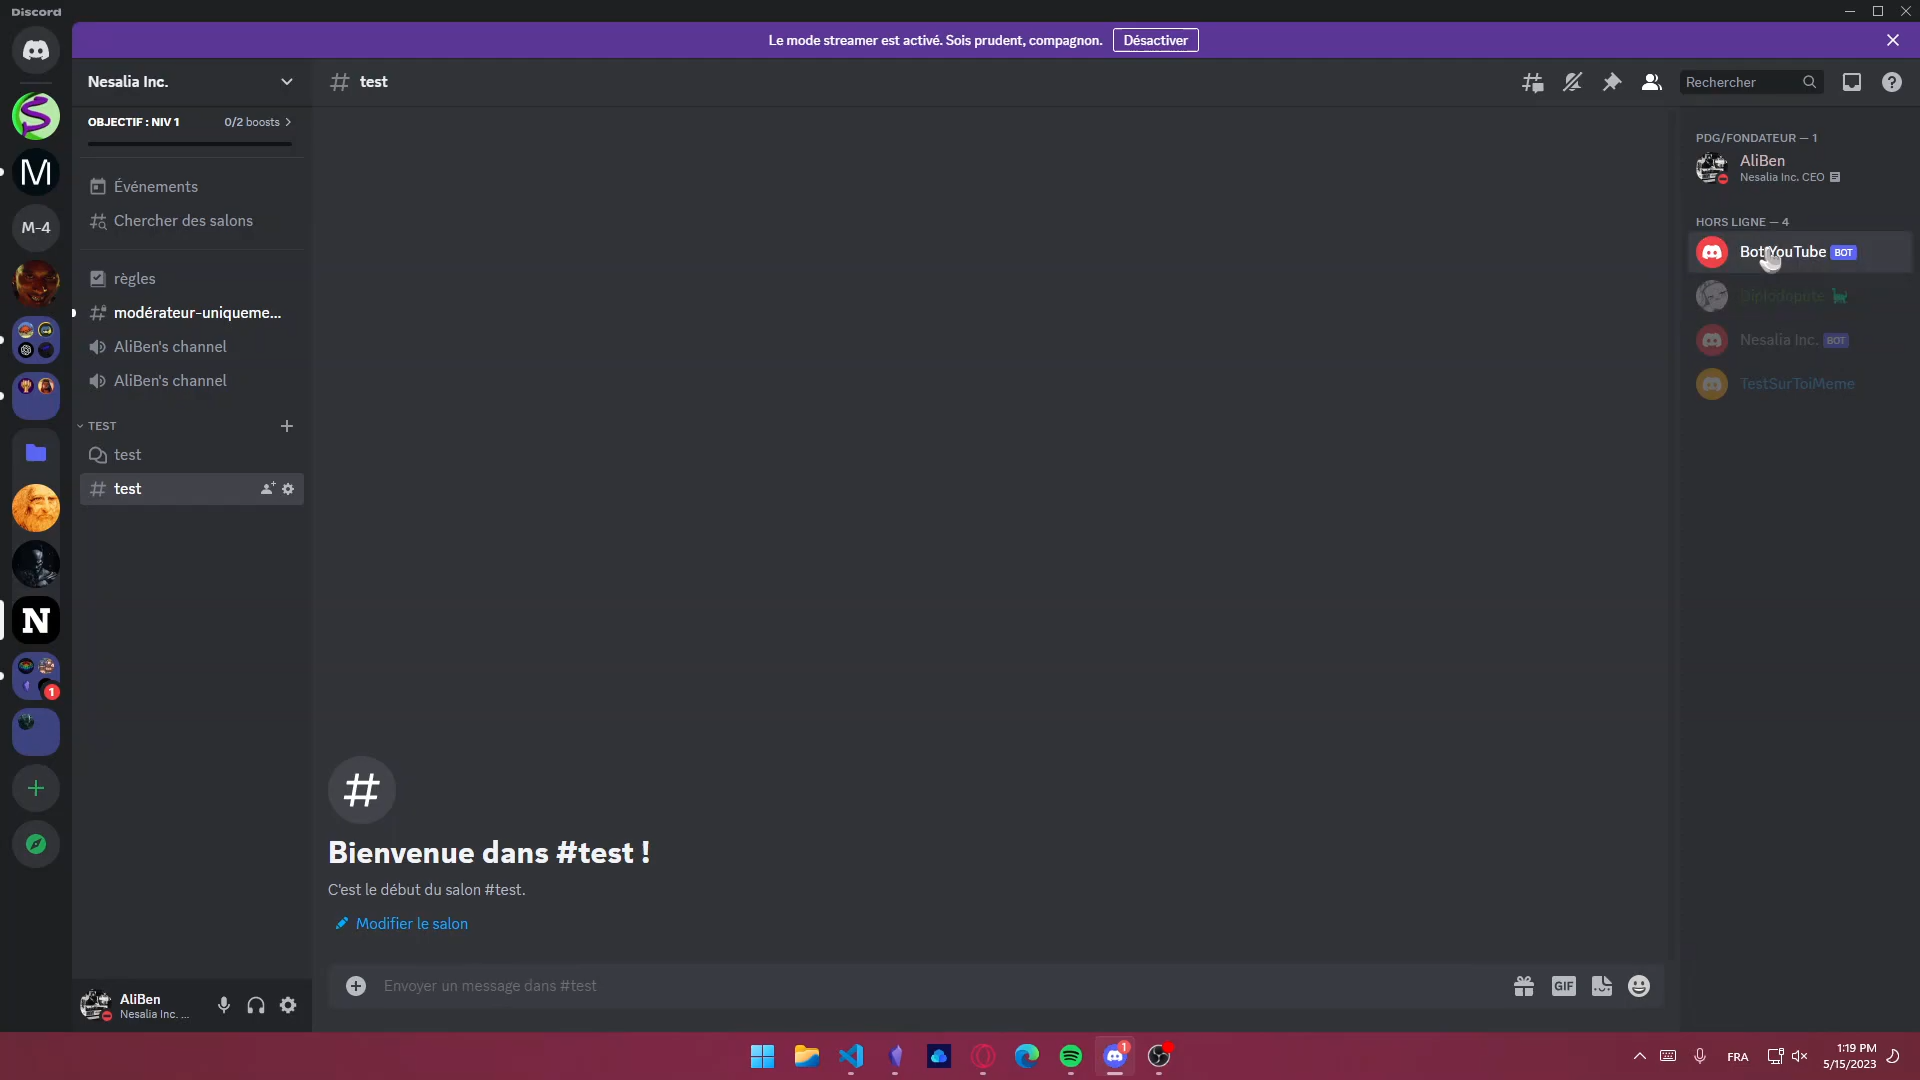 Discord
Le mode streamer est activé. Sois prudent, compagnon.
Désactiver
Nesalia Inc.
test
Rechercher
OBJECTIF : NIV 1
0/2 boosts
Événements
Chercher des salons
règles
modérateur-uniqueme...
AliBen's channel
AliBen's channel
TEST
test
test
M
M-4
N
1
PDG/FONDATEUR — 1
AliBen
Nesalia Inc. CEO
HORS LIGNE — 4
Bot YouTube BOT
Nesalia Inc. BOT
TestSurToiMeme
Bienvenue dans #test !
C'est le début du salon #test.
Modifier le salon
Envoyer un message dans #test
GIF
AliBen
Nesalia Inc. ...
1
FRA
1:19 PM
5/15/2023